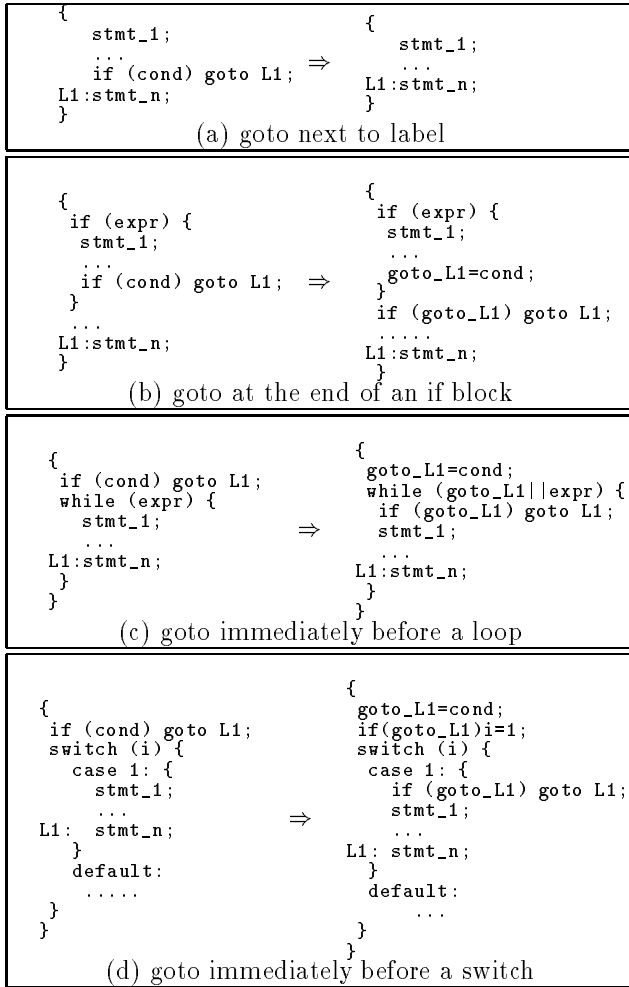 {
    stmt_1;
    ...
    if (cond) goto L1;
L1:stmt_n;
}
⇒
{
    stmt_1;
    ...
L1:stmt_n;
}
(a) goto next to label
{
 if (expr) {
  stmt_1;
  ...
  if (cond) goto L1;
 }
 ...
L1:stmt_n;
}
⇒
{
 if (expr) {
  stmt_1;
  ...
  goto_L1=cond;
 }
 if (goto_L1) goto L1;
 .....
L1:stmt_n;
 }
(b) goto at the end of an if block
{
 if (cond) goto L1;
 while (expr) {
   stmt_1;
   ...
L1:stmt_n;
 }
}
⇒
{
 goto_L1=cond;
 while (goto_L1||expr) {
  if (goto_L1) goto L1;
  stmt_1;
  ...
L1:stmt_n;
 }
}
(c) goto immediately before a loop
{
 if (cond) goto L1;
 switch (i) {
   case 1: {
     stmt_1;
     ...
L1:  stmt_n;
   }
   default:
    .....
 }
}
⇒
{
 goto_L1=cond;
 if(goto_L1)i=1;
 switch (i) {
  case 1: {
    if (goto_L1) goto L1;
    stmt_1;
    ...
L1: stmt_n;
  }
  default:
      ...
 }
}
(d) goto immediately before a switch